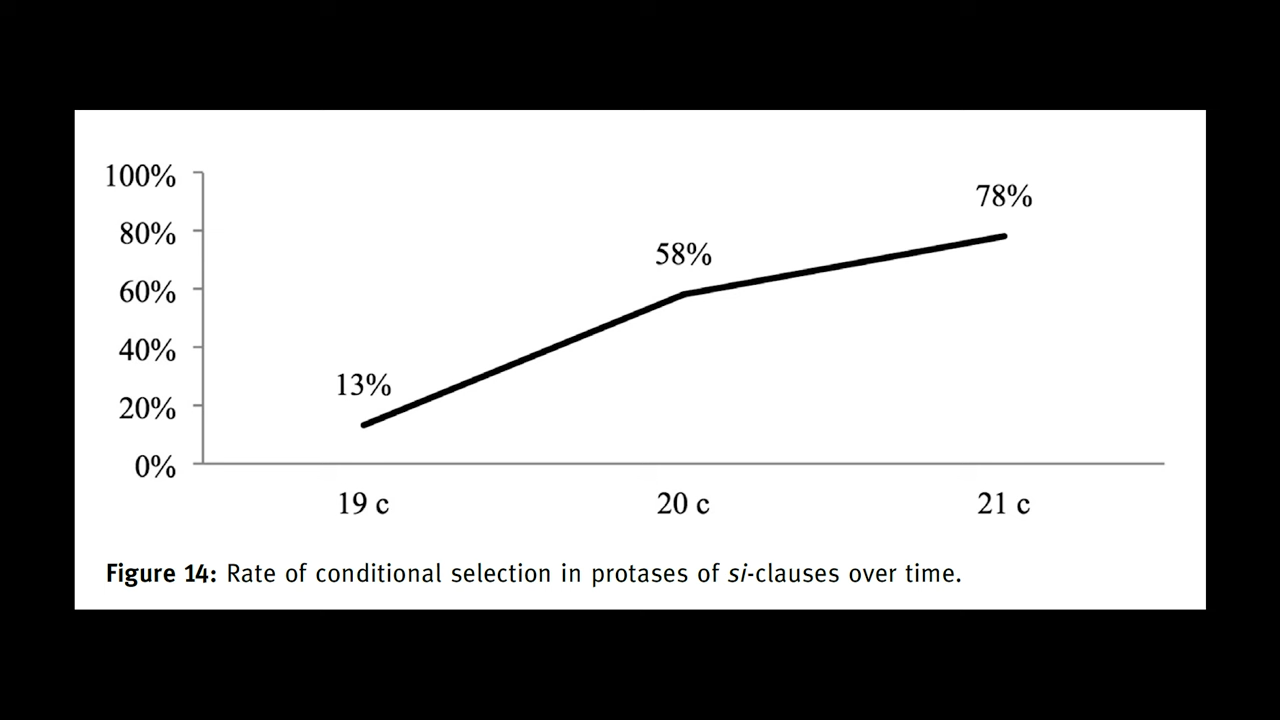 100%
80%
60%
40%
20%
0%
13%
58%
78%
19 c
20 c
21 c
Figure 14: Rate of conditional selection in protases of si-clauses over time.